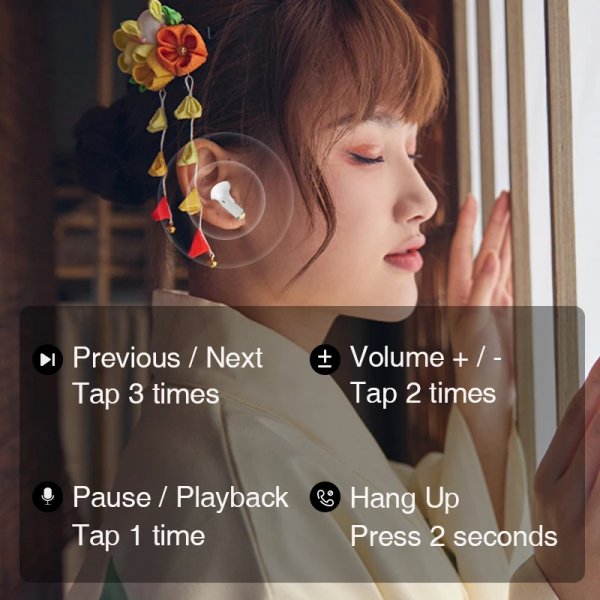 Previous / Next
Tap 3 times
Volume + / -
Tap 2 times
Pause / Playback
Tap 1 time
Hang Up
Press 2 seconds